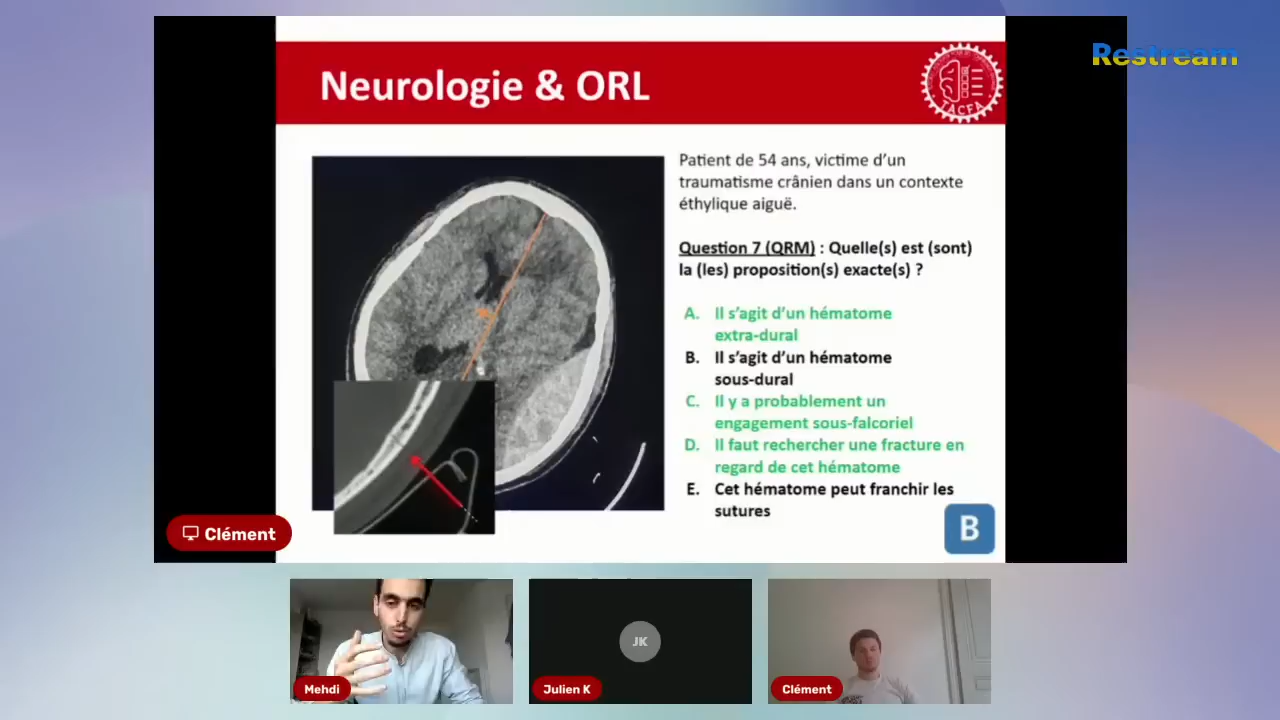 Restream
Neurologie & ORL
TACFA
Patient de 54 ans, victime d’un
traumatisme crânien dans un contexte
éthylique aiguë.
Question 7 (QRM) : Quelle(s) est (sont)
la (les) proposition(s) exacte(s) ?
A. Il s’agit d’un hématome
extra-dural
B. Il s’agit d’un hématome
sous-dural
C. Il y a probablement un
engagement sous-falcoriel
D. Il faut rechercher une fracture en
regard de cet hématome
E. Cet hématome peut franchir les
sutures
B
Clément
Mehdi
JK
Julien K
Clément